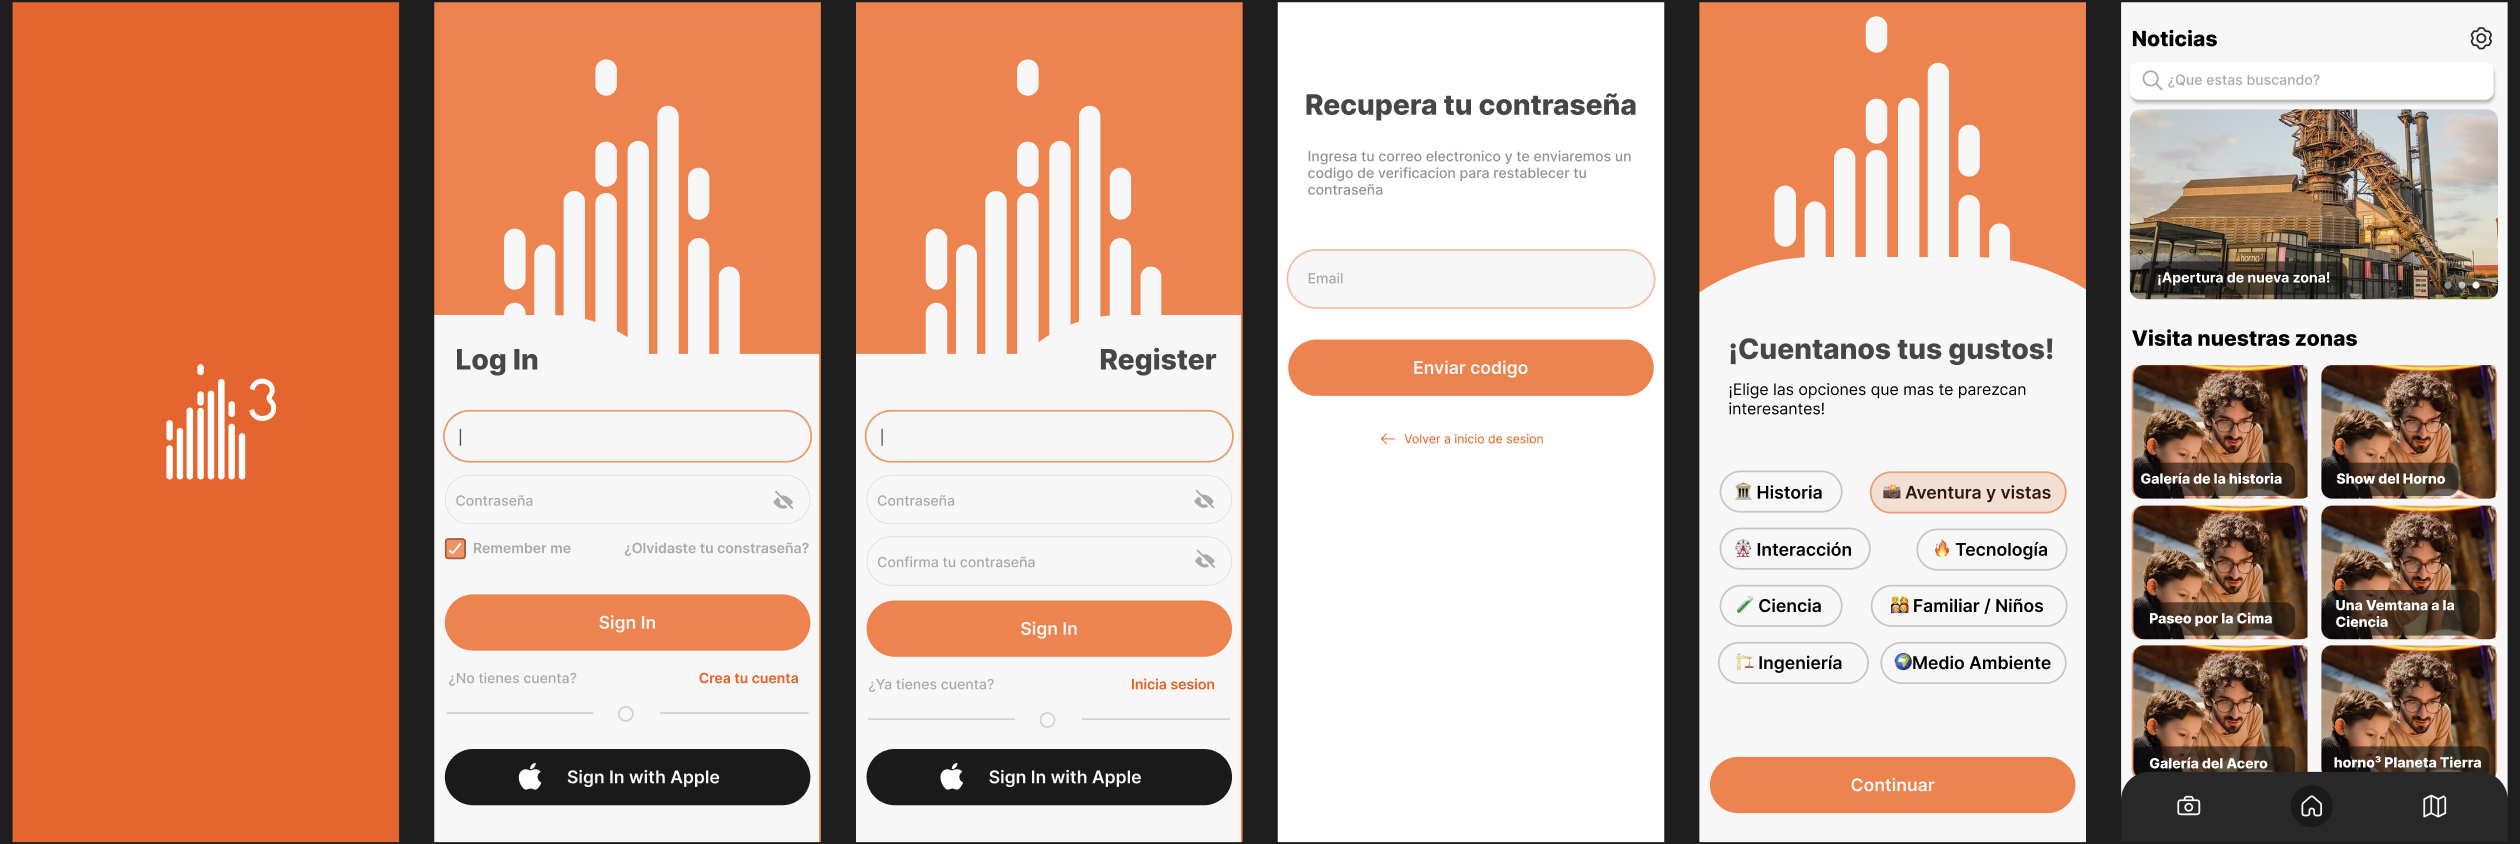 3
Log In
Contraseña
Remember me
¿Olvidaste tu constraseña?
Sign In
¿No tienes cuenta?
Crea tu cuenta
Sign In with Apple
Register
Contraseña
Confirma tu contraseña
Sign In
¿Ya tienes cuenta?
Inicia sesion
Sign In with Apple
Recupera tu contraseña
Ingresa tu correo electronico y te enviaremos un
codigo de verificacion para restablecer tu
contraseña
Email
Enviar codigo
← Volver a inicio de sesion
¡Cuentanos tus gustos!
¡Elige las opciones que mas te parezcan
interesantes!
Historia
Aventura y vistas
Interacción
Tecnología
Ciencia
Familiar / Niños
Ingeniería
Medio Ambiente
Continuar
Noticias
¿Que estas buscando?
horno³
¡Apertura de nueva zona!
Visita nuestras zonas
Galería de la historia
Show del Horno
Paseo por la Cima
Una Vemtana a la
Ciencia
Galería del Acero
horno³ Planeta Tierra